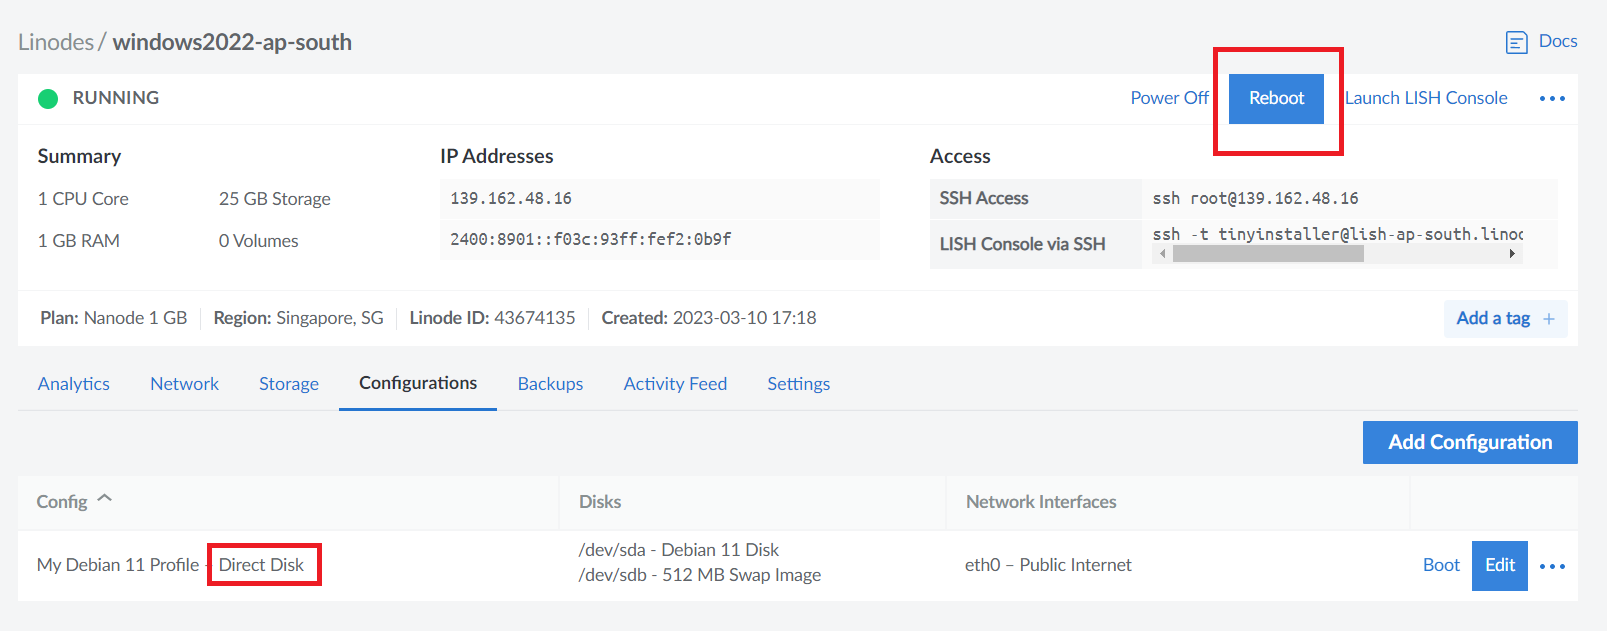 Linodes / windows2022-ap-south
Docs
RUNNING
Power Off
Reboot
Launch LISH Console
Summary
1 CPU Core
25 GB Storage
1 GB RAM
0 Volumes
IP Addresses
139.162.48.16
2400:8901::f03c:93ff:fef2:0b9f
Access
SSH Access
ssh root@139.162.48.16
LISH Console via SSH
ssh -t tinyinstaller@lish-ap-south.linoc
Plan: Nanode 1 GB
Region: Singapore, SG
Linode ID: 43674135
Created: 2023-03-10 17:18
Add a tag +
Analytics
Network
Storage
Configurations
Backups
Activity Feed
Settings
Add Configuration
Config
Disks
Network Interfaces
My Debian 11 Profile - Direct Disk
/dev/sda - Debian 11 Disk
/dev/sdb - 512 MB Swap Image
eth0 – Public Internet
Boot
Edit